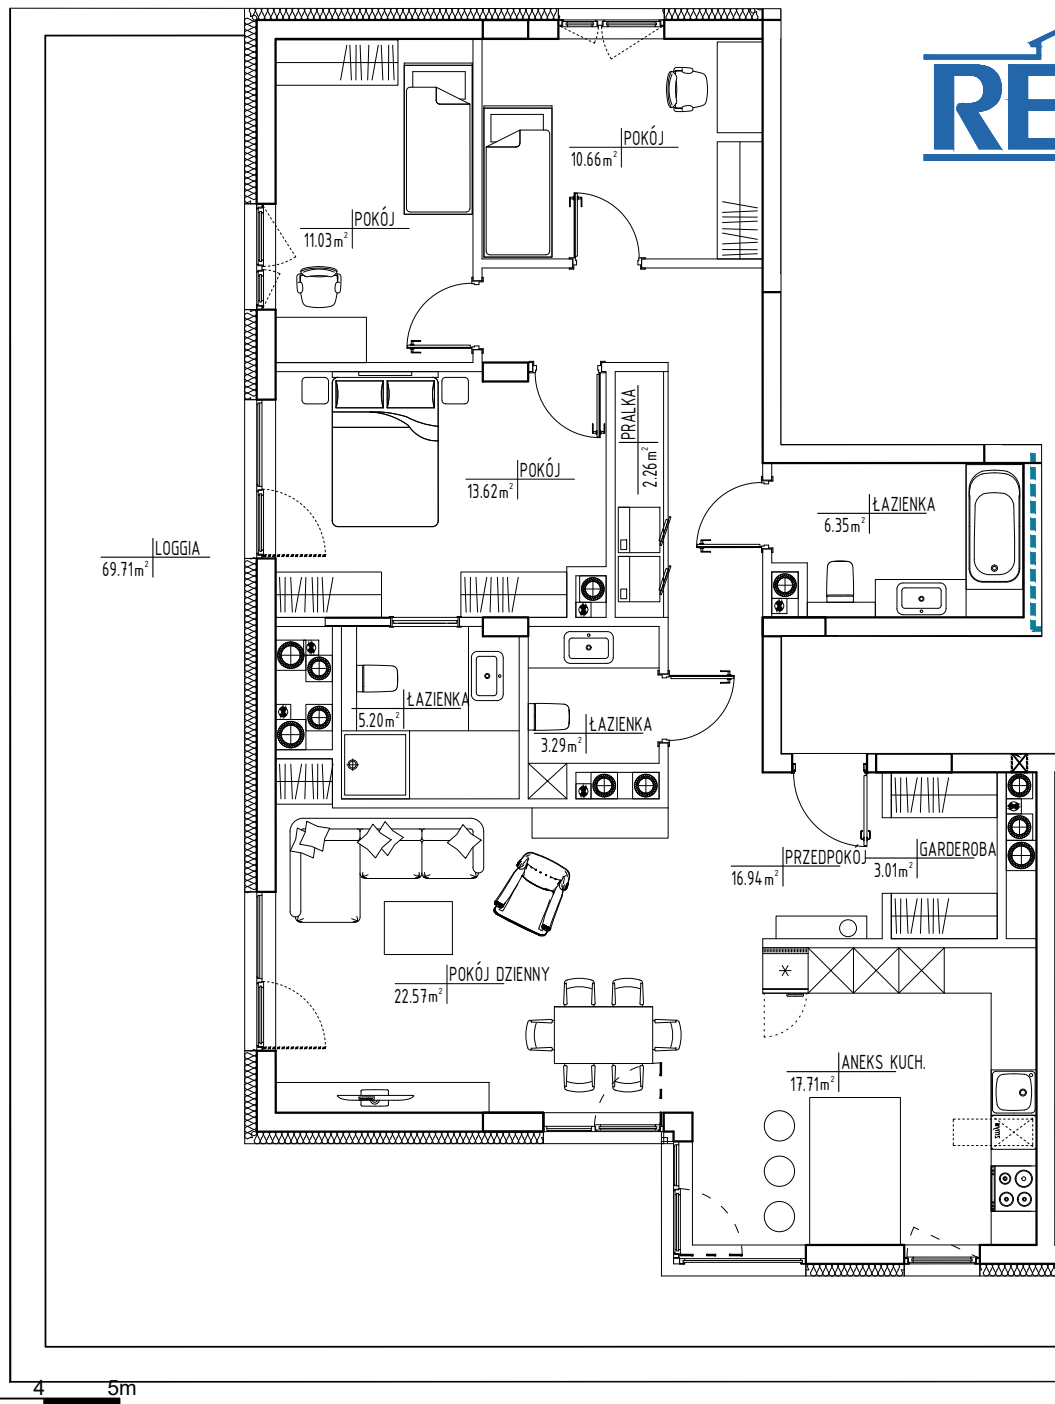 RE
POKÓJ
10.66m²
POKÓJ
11.03m²
PRALKA
2.26m²
POKÓJ
13.62m²
ŁAZIENKA
6.35m²
LOGGIA
69.71m²
ŁAZIENKA
5.20m²
ŁAZIENKA
3.29m²
PRZEDPOKÓJ
16.94m²
GARDEROBA
3.01m²
POKÓJ DZIENNY
22.57m²
ANEKS KUCH.
17.71m²
4 5m